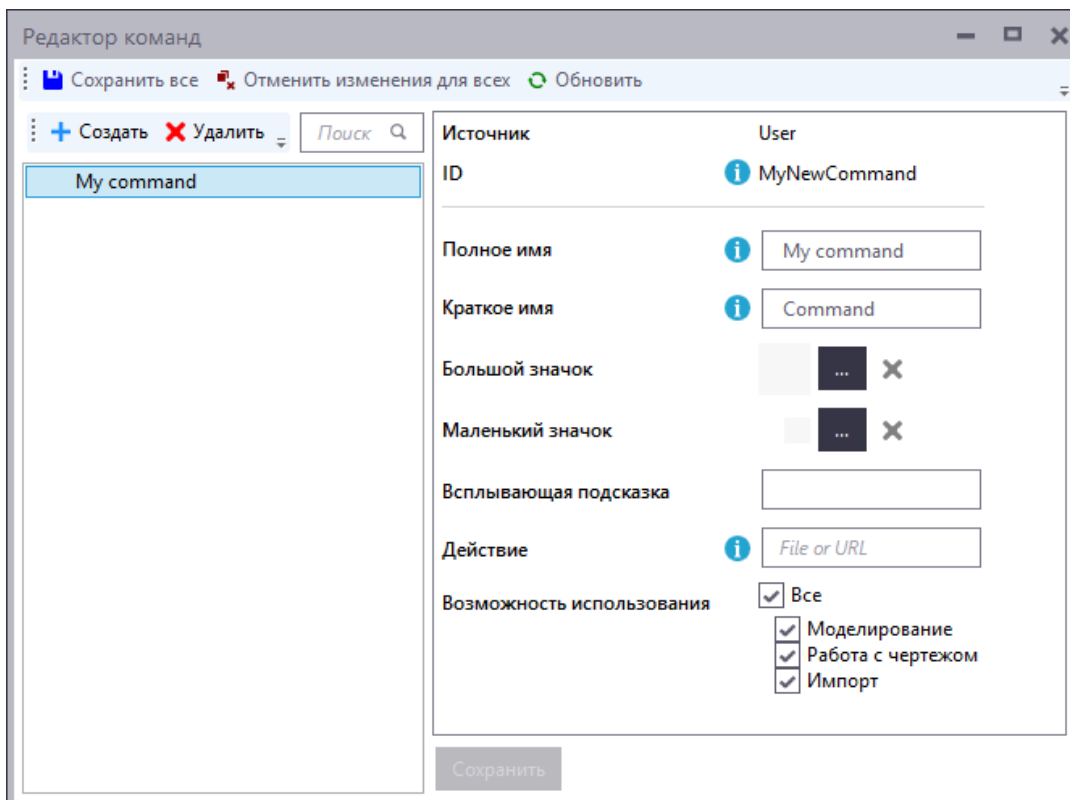 Редактор команд
Сохранить все Отменить изменения для всех Обновить
Создать Удалить Поиск
My command
Источник User
ID MyNewCommand
Полное имя My command
Краткое имя Command
Большой значок ...
Маленький значок ...
Всплывающая подсказка
Действие File or URL
Возможность использования Все
Моделирование
Работа с чертежом
Импорт
Сохранить